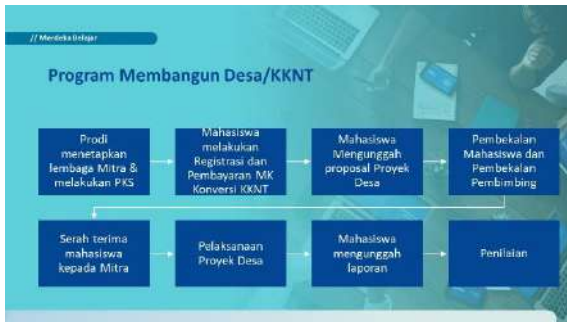 // Merdeka Belajar
Program Membangun Desa/KKNT
Prodi
menetapkan
lembaga Mitra &
melakukan PKS
Mahasiswa
melakukan
Registrasi dan
Pembayaran MK
Konversi KKNT
Mahasiswa
Mengunggah
proposal Proyek
Desa
Pembekalan
Mahasiswa dan
Pembekalan
Pembimbing
Serah terima
mahasiswa
kepada Mitra
Pelaksanaan
Proyek Desa
Mahasiswa
mengunggah
laporan
Penilaian